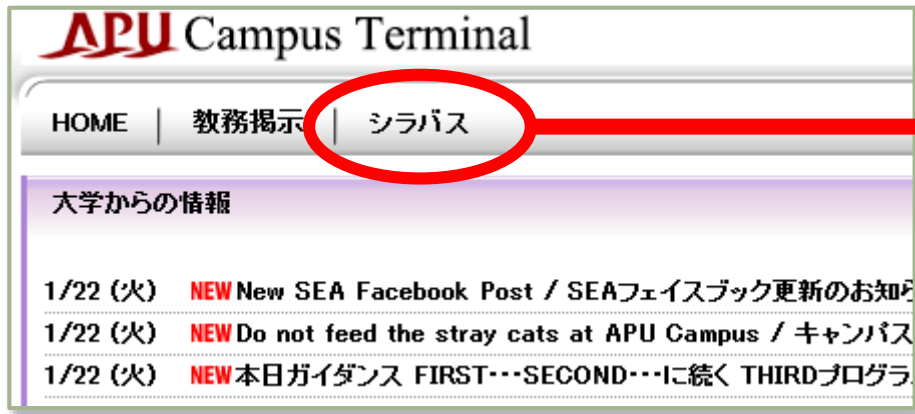 APU Campus Terminal
HOME | 教務掲示 | シラバス
大学からの情報
1/22 (火) NEW New SEA Facebook Post / SEAフェイスブック更新のお知
1/22 (火) NEW Do not feed the stray cats at APU Campus / キャンパス
1/22 (火) NEW 本日ガイダンス FIRST・・・SECOND・・・に続く THIRDプログラ